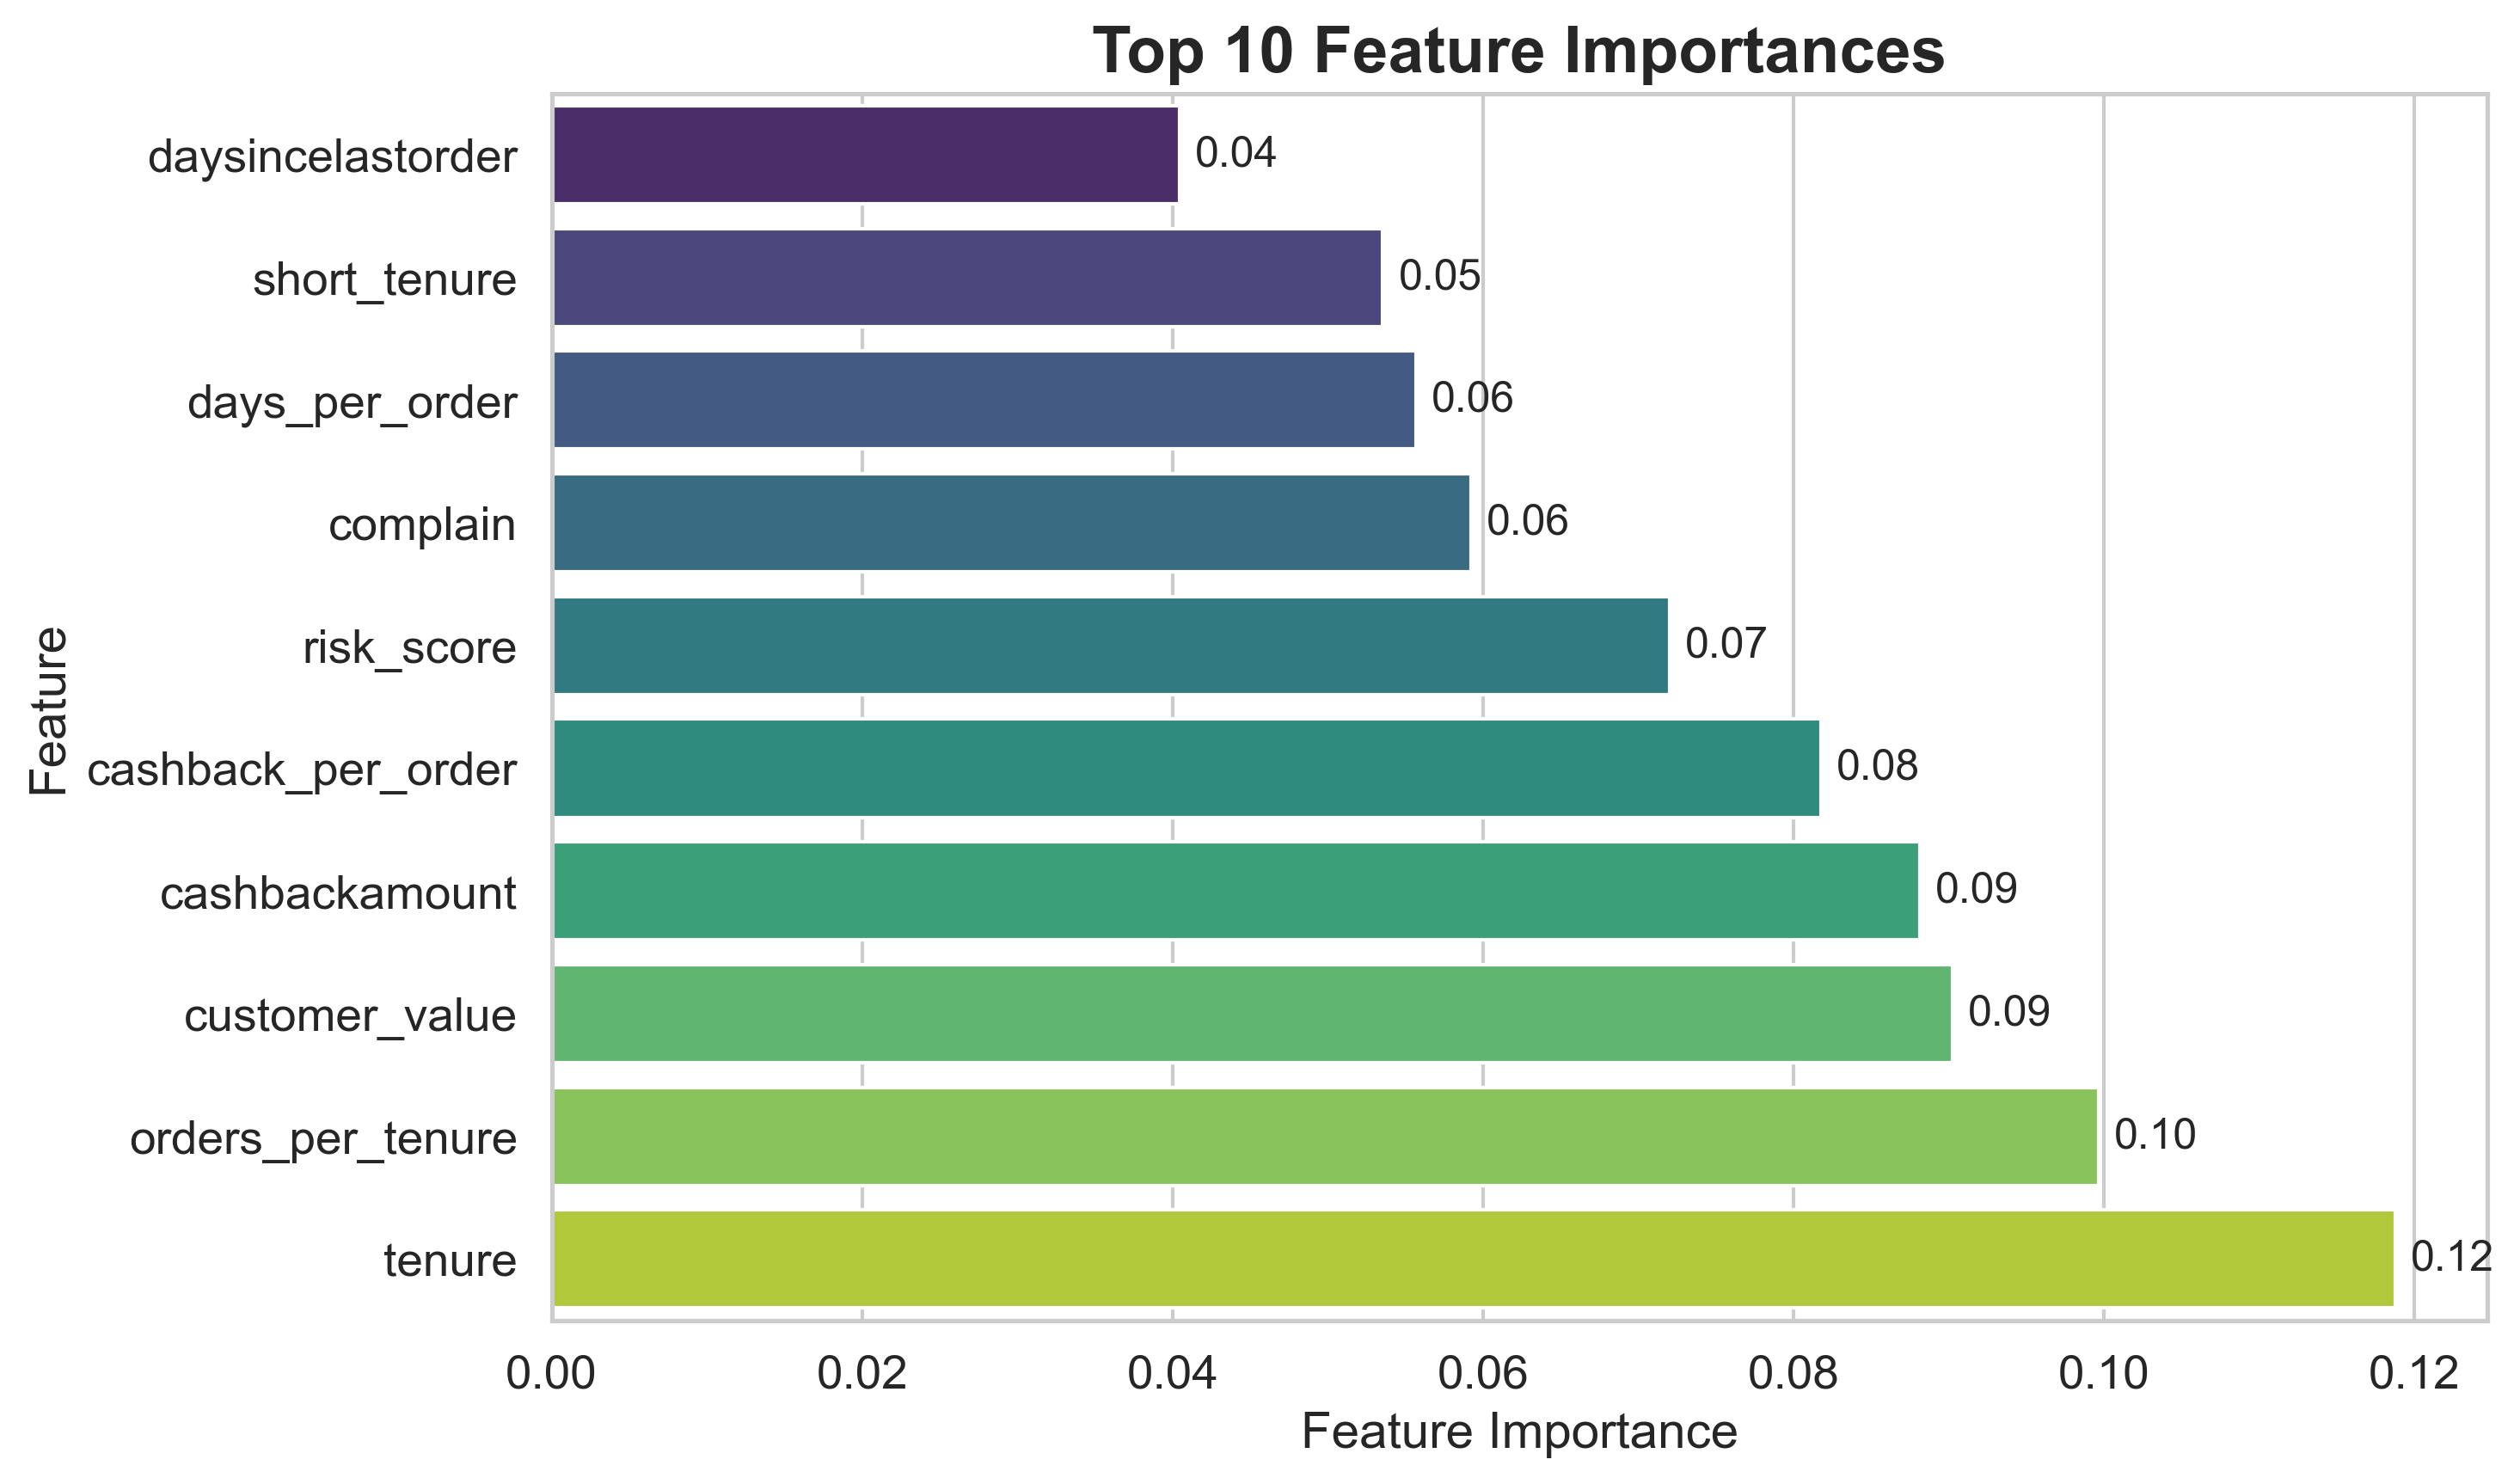 Top 10 Feature Importances
daysincelastorder
0.04
short_tenure
0.05
days_per_order
0.06
complain
0.06
risk_score
0.07
cashback_per_order
0.08
cashbackamount
0.09
customer_value
0.09
orders_per_tenure
0.10
tenure
0.12
Feature
0.00 0.02 0.04 0.06 0.08 0.10 0.12
Feature Importance